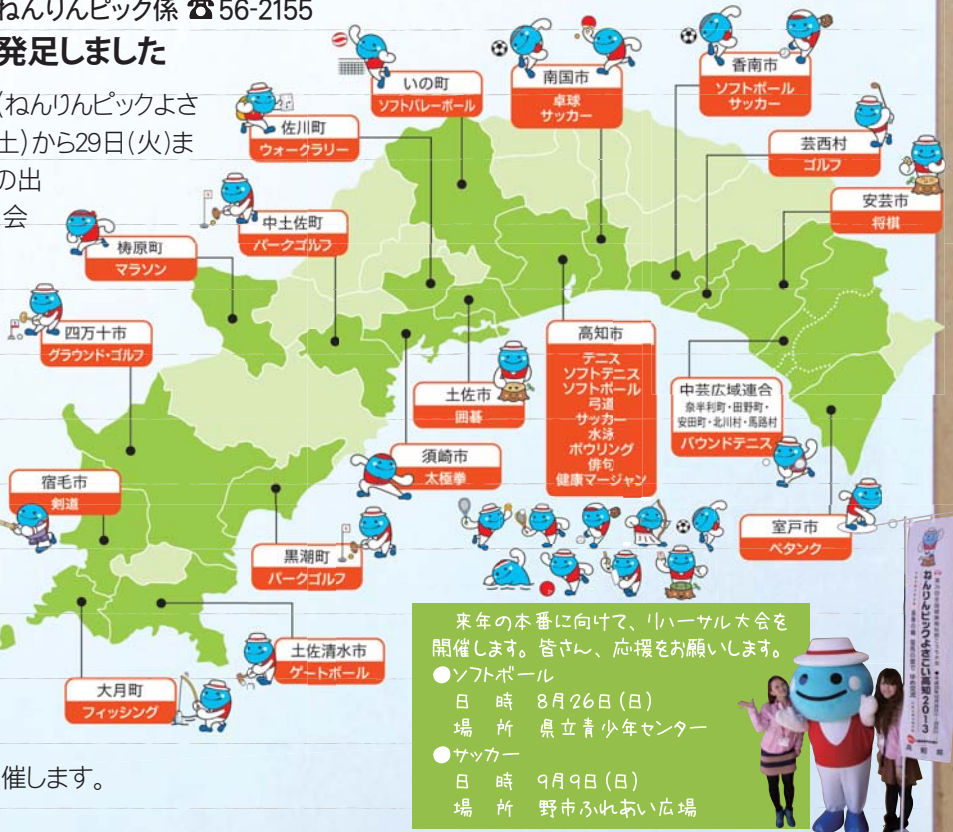 ねんりんピック係 ☎56-2155
発足しました
(ねんりんピックよさ
土)から29日(火)ま
の出
会
いの町
ソフトバレーボール
南国市
卓球
サッカー
香南市
ソフトボール
サッカー
佐川町
ウォークラリー
芸西村
ゴルフ
安芸市
将棋
中土佐町
パークゴルフ
梼原町
マラソン
四万十市
グラウンド・ゴルフ
土佐市
囲碁
高知市
テニス
ソフトテニス
ソフトボール
弓道
サッカー
水泳
ボウリング
俳句
健康マージャン
中芸広域連合
奈半利町・田野町・
安田町・北川村・馬路村
バウンドテニス
須崎市
太極拳
宿毛市
剣道
黒潮町
パークゴルフ
室戸市
ペタンク
土佐清水市
ゲートボール
大月町
フィッシング
催します。
来年の本番に向けて、リハーサル大会を
開催します。皆さん、応援をお願いします。
●ソフトボール
日 時 8月26日(日)
場 所 県立青少年センター
●サッカー
日 時 9月9日(日)
場 所 野市ふれあい広場
ねんりんピックよさこい高知2013